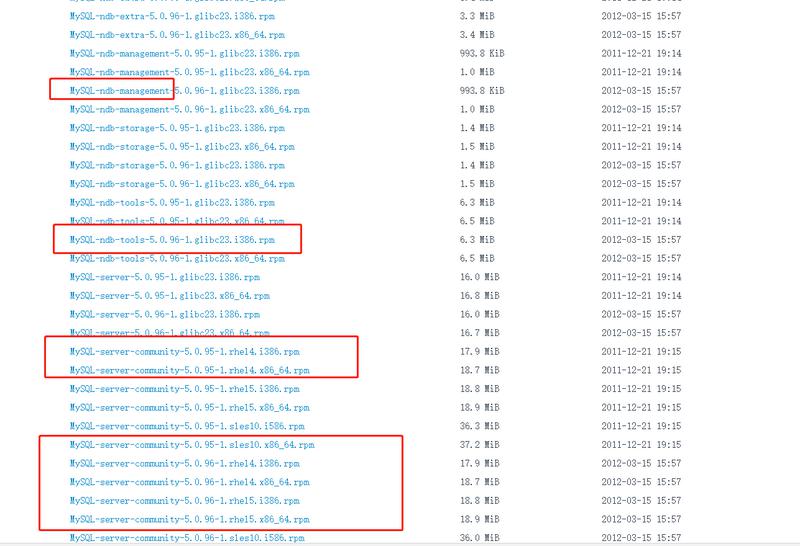 MySQL-ndb-extra-5.0.96-1.glibc23.i386.rpm 3.3 MiB 2012-03-15 15:57
MySQL-ndb-extra-5.0.96-1.glibc23.x86_64.rpm 3.4 MiB 2012-03-15 15:57
MySQL-ndb-management-5.0.95-1.glibc23.i386.rpm 993.8 KiB 2011-12-21 19:14
MySQL-ndb-management-5.0.95-1.glibc23.x86_64.rpm 1.0 MiB 2011-12-21 19:14
MySQL-ndb-management-5.0.96-1.glibc23.i386.rpm 993.8 KiB 2012-03-15 15:57
MySQL-ndb-management-5.0.96-1.glibc23.x86_64.rpm 1.0 MiB 2012-03-15 15:57
MySQL-ndb-storage-5.0.95-1.glibc23.i386.rpm 1.4 MiB 2011-12-21 19:14
MySQL-ndb-storage-5.0.95-1.glibc23.x86_64.rpm 1.5 MiB 2011-12-21 19:14
MySQL-ndb-storage-5.0.96-1.glibc23.i386.rpm 1.4 MiB 2012-03-15 15:57
MySQL-ndb-storage-5.0.96-1.glibc23.x86_64.rpm 1.5 MiB 2012-03-15 15:57
MySQL-ndb-tools-5.0.95-1.glibc23.i386.rpm 6.3 MiB 2011-12-21 19:14
MySQL-ndb-tools-5.0.95-1.glibc23.x86_64.rpm 6.5 MiB 2011-12-21 19:14
MySQL-ndb-tools-5.0.96-1.glibc23.i386.rpm 6.3 MiB 2012-03-15 15:57
MySQL-ndb-tools-5.0.96-1.glibc23.x86_64.rpm 6.5 MiB 2012-03-15 15:57
MySQL-server-5.0.95-1.glibc23.i386.rpm 16.0 MiB 2011-12-21 19:14
MySQL-server-5.0.95-1.glibc23.x86_64.rpm 16.8 MiB 2011-12-21 19:14
MySQL-server-5.0.96-1.glibc23.i386.rpm 16.0 MiB 2012-03-15 15:57
MySQL-server-5.0.96-1.glibc23.x86_64.rpm 16.7 MiB 2012-03-15 15:57
MySQL-server-community-5.0.95-1.rhel4.i386.rpm 17.9 MiB 2011-12-21 19:15
MySQL-server-community-5.0.95-1.rhel4.x86_64.rpm 18.7 MiB 2011-12-21 19:15
MySQL-server-community-5.0.95-1.rhel5.i386.rpm 18.8 MiB 2011-12-21 19:15
MySQL-server-community-5.0.95-1.rhel5.x86_64.rpm 18.9 MiB 2011-12-21 19:15
MySQL-server-community-5.0.95-1.sles10.i586.rpm 36.3 MiB 2011-12-21 19:15
MySQL-server-community-5.0.95-1.sles10.x86_64.rpm 37.2 MiB 2011-12-21 19:15
MySQL-server-community-5.0.96-1.rhel4.i386.rpm 17.9 MiB 2012-03-15 15:57
MySQL-server-community-5.0.96-1.rhel4.x86_64.rpm 18.7 MiB 2012-03-15 15:57
MySQL-server-community-5.0.96-1.rhel5.i386.rpm 18.8 MiB 2012-03-15 15:57
MySQL-server-community-5.0.96-1.rhel5.x86_64.rpm 18.9 MiB 2012-03-15 15:57
MySQL-server-community-5.0.96-1.sles10.i586.rpm 36.0 MiB 2012-03-15 15:57